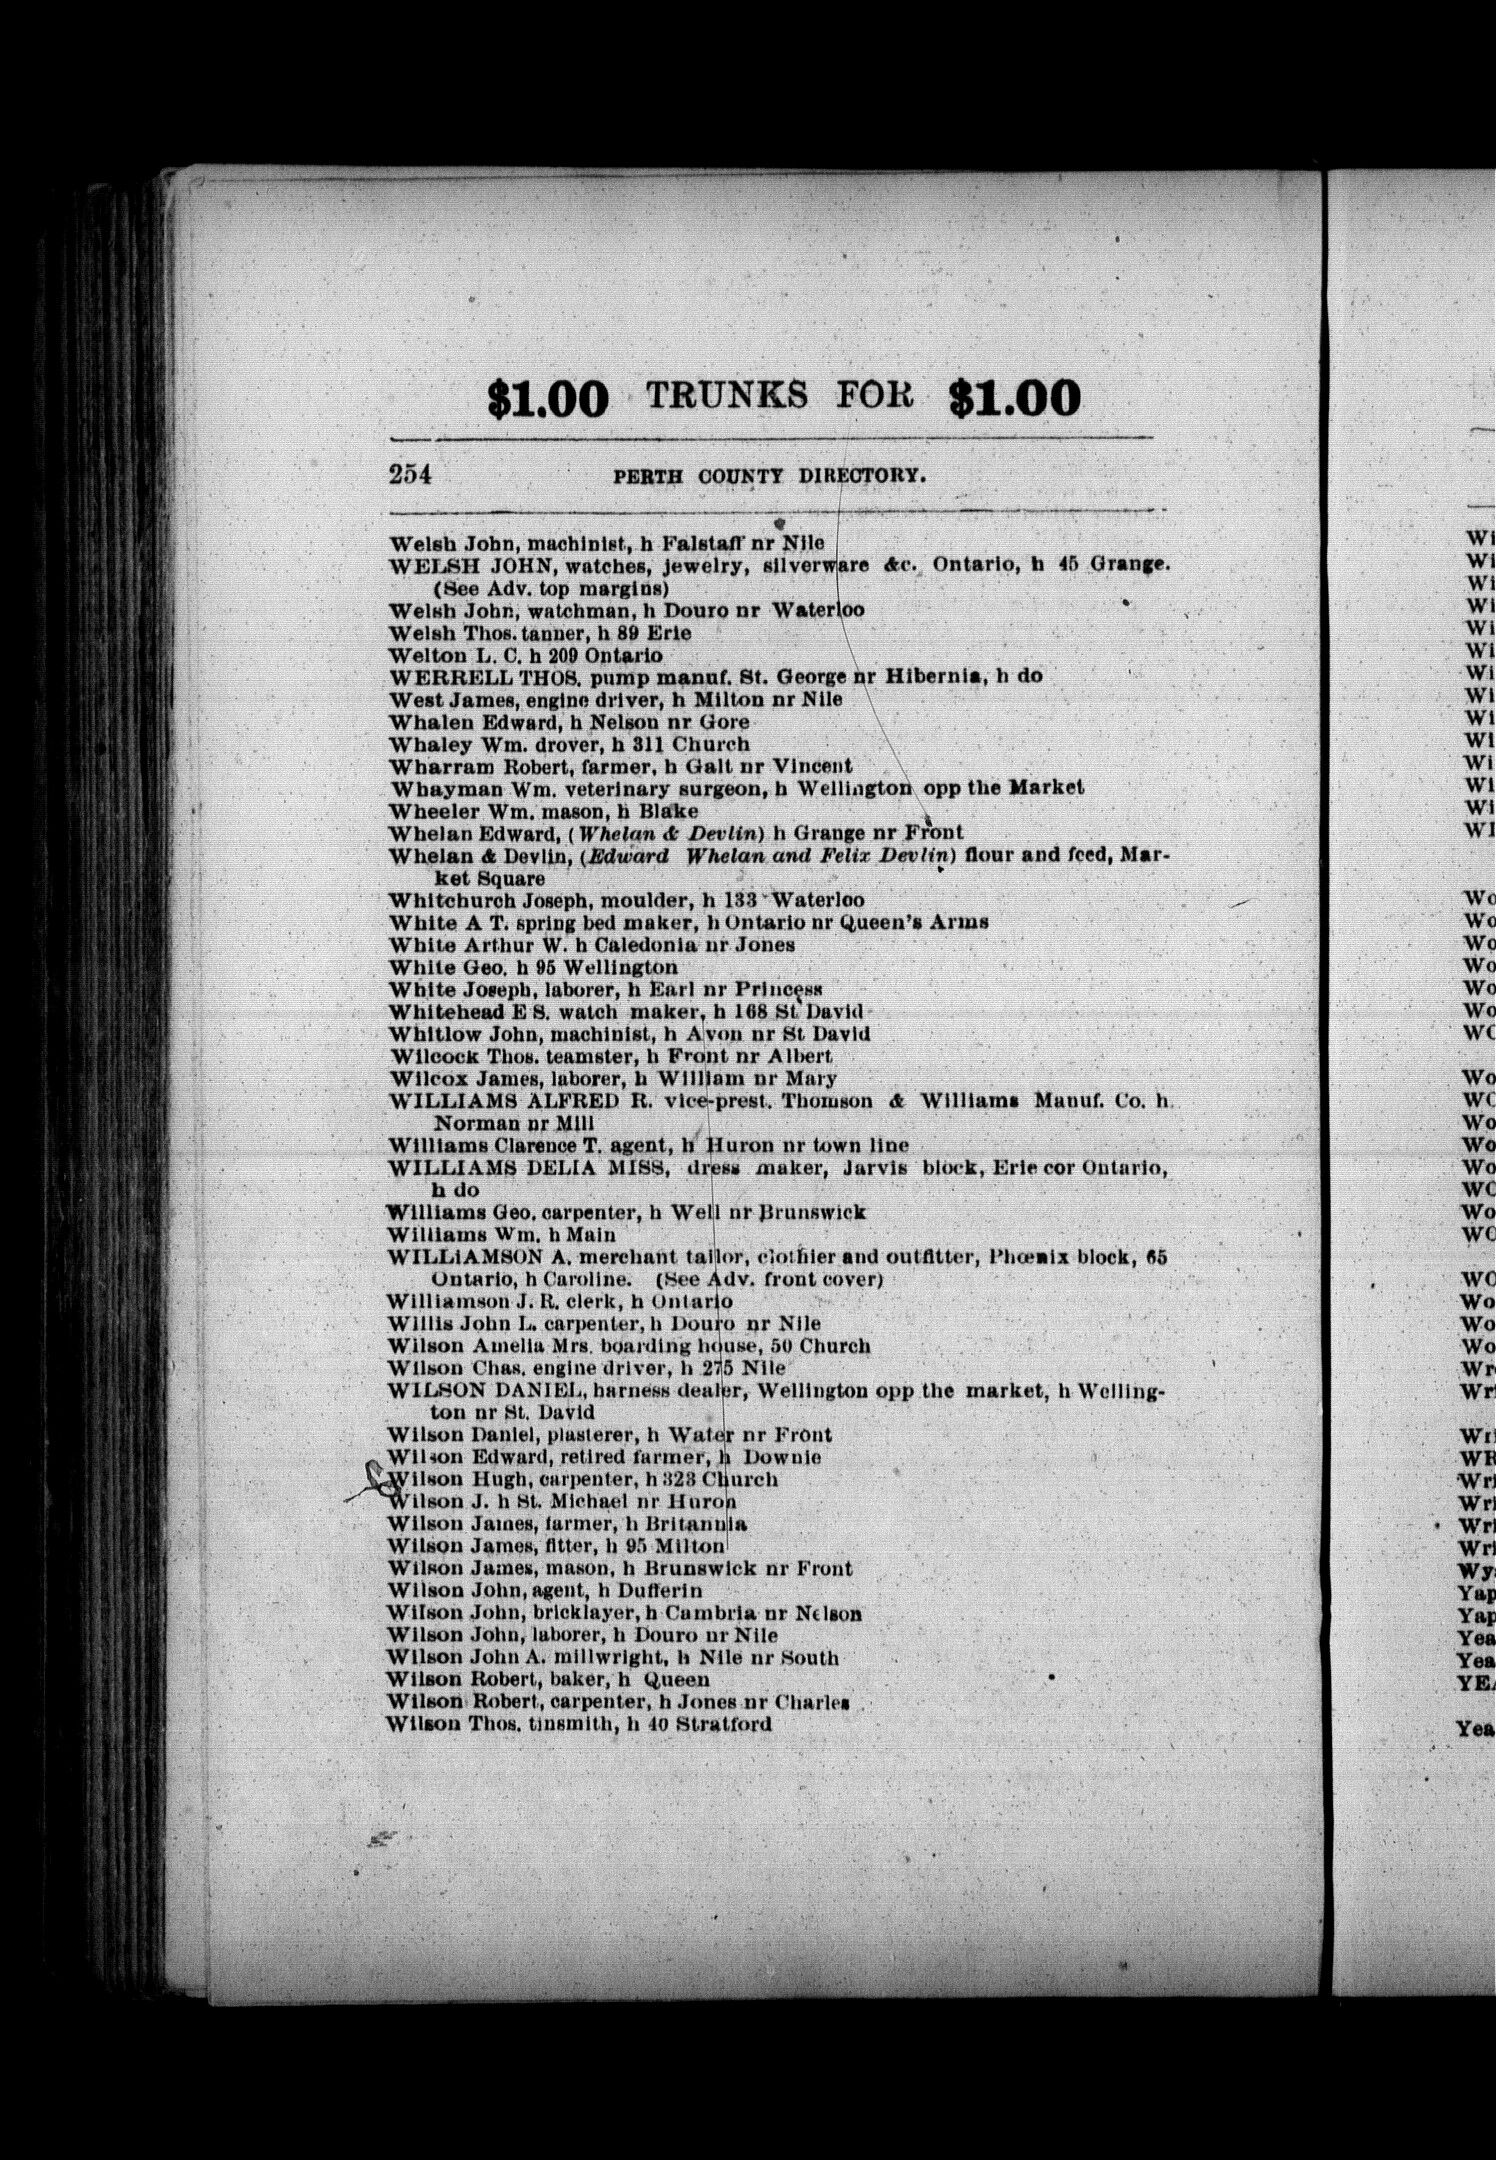 $1.00 TRUNKS FOR $1.00
254 PERTH COUNTY DIRECTORY.
Welsh John, machinist, h Falstaff nr Nile
WELSH JOHN, watches, jewelry, silverware &c. Ontario, h 45 Grange.
(See Adv. top margins)
Welsh John, watchman, h Douro nr Waterloo
Welsh Thos. tanner, h 89 Erie
Welton L. C. h 209 Ontario
WERRELL THOS. pump manuf. St. George nr Hibernia, h do
West James, engine driver, h Milton nr Nile
Whalen Edward, h Nelson nr Gore
Whaley Wm. drover, h 311 Church
Wharram Robert, farmer, h Galt nr Vincent
Whayman Wm. veterinary surgeon, h Wellington opp the Market
Wheeler Wm. mason, h Blake
Whelan Edward, (Whelan & Devlin) h Grange nr Front
Whelan & Devlin, (Edward Whelan and Felix Devlin) flour and feed, Mar-
ket Square
Whitchurch Joseph, moulder, h 133 Waterloo
White A T. spring bed maker, h Ontario nr Queen's Arms
White Arthur W. h Caledonia nr Jones
White Geo. h 95 Wellington
White Joseph, laborer, h Earl nr Princess
Whitehead E S. watch maker, h 168 St David
Whitlow John, machinist, h Avon nr St David
Wilcock Thos. teamster, h Front nr Albert
Wilcox James, laborer, h William nr Mary
WILLIAMS ALFRED R. vice-prest. Thomson & Williams Manuf. Co. h
Norman nr Mill
Williams Clarence T. agent, h Huron nr town line
WILLIAMS DELIA MISS, dress maker, Jarvis block, Erie cor Ontario,
h do
Williams Geo. carpenter, h Well nr Brunswick
Williams Wm. h Main
WILLIAMSON A. merchant tailor, clothier and outfitter, Phœnix block, 65
Ontario, h Caroline. (See Adv. front cover)
Williamson J. R. clerk, h Ontario
Willis John L. carpenter, h Douro nr Nile
Wilson Amelia Mrs. boarding house, 50 Church
Wilson Chas. engine driver, h 275 Nile
WILSON DANIEL, harness dealer, Wellington opp the market, h Welling-
ton nr St. David
Wilson Daniel, plasterer, h Water nr Front
Wilson Edward, retired farmer, h Downie
Wilson Hugh, carpenter, h 323 Church
Wilson J. h St. Michael nr Huron
Wilson James, farmer, h Britannia
Wilson James, fitter, h 95 Milton
Wilson James, mason, h Brunswick nr Front
Wilson John, agent, h Dufferin
Wilson John, bricklayer, h Cambria nr Nelson
Wilson John, laborer, h Douro nr Nile
Wilson John A. millwright, h Nile nr South
Wilson Robert, baker, h Queen
Wilson Robert, carpenter, h Jones nr Charles
Wilson Thos. tinsmith, h 40 Stratford